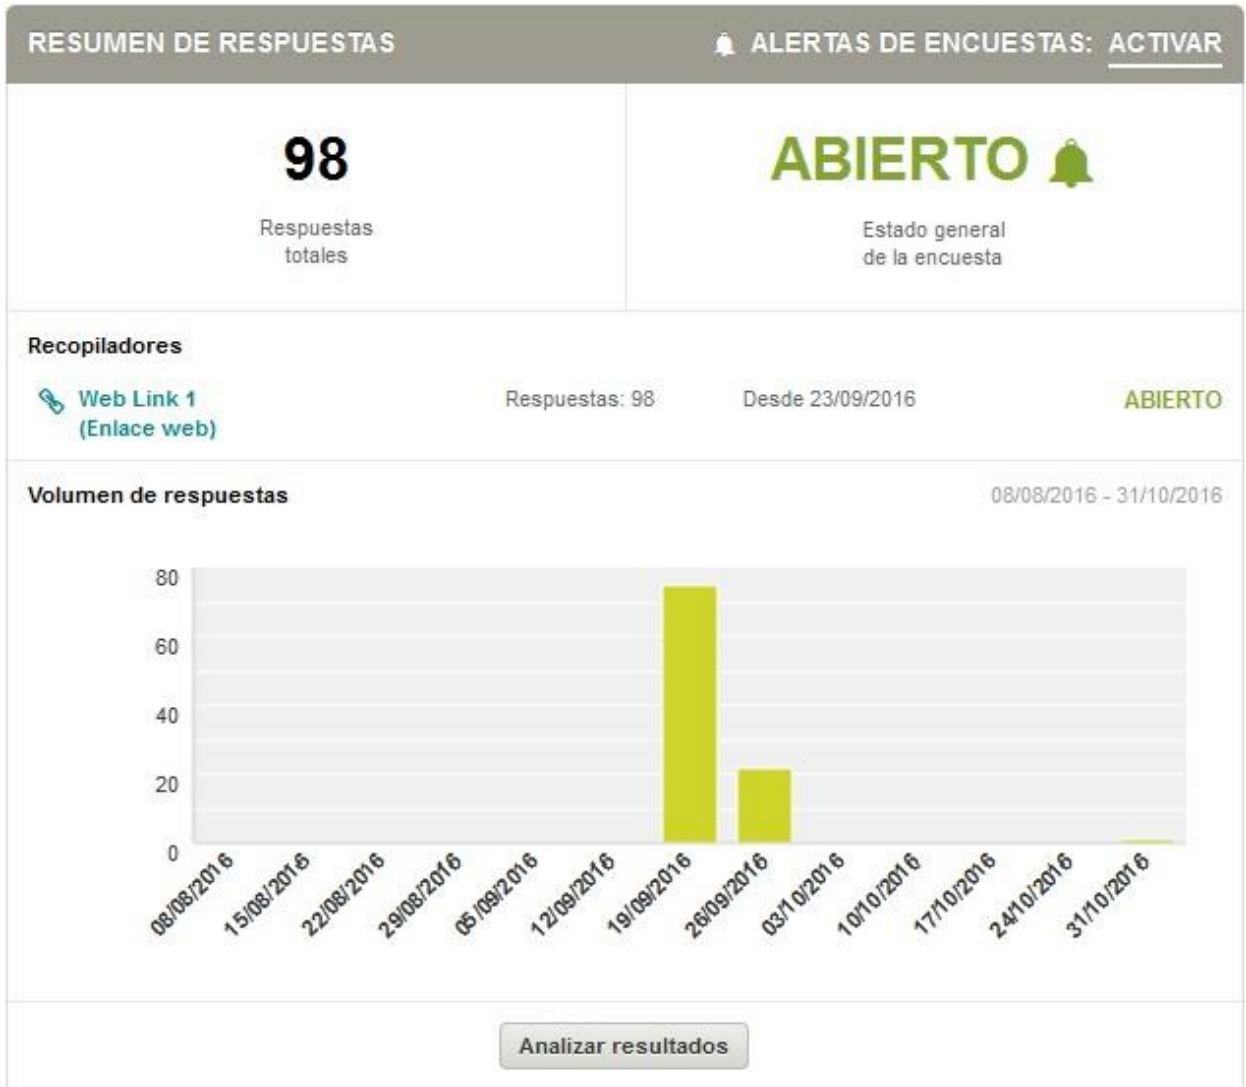 RESUMEN DE RESPUESTAS
ALERTAS DE ENCUESTAS: ACTIVAR
98
Respuestas
totales
ABIERTO
Estado general
de la encuesta
Recopiladores
Web Link 1
(Enlace web)
Respuestas: 98
Desde 23/09/2016
ABIERTO
Volumen de respuestas
08/08/2016 - 31/10/2016
80
60
40
20
0
08/08/2016
15/08/2016
22/08/2016
29/08/2016
05/09/2016
12/09/2016
19/09/2016
26/09/2016
03/10/2016
10/10/2016
17/10/2016
24/10/2016
31/10/2016
Analizar resultados